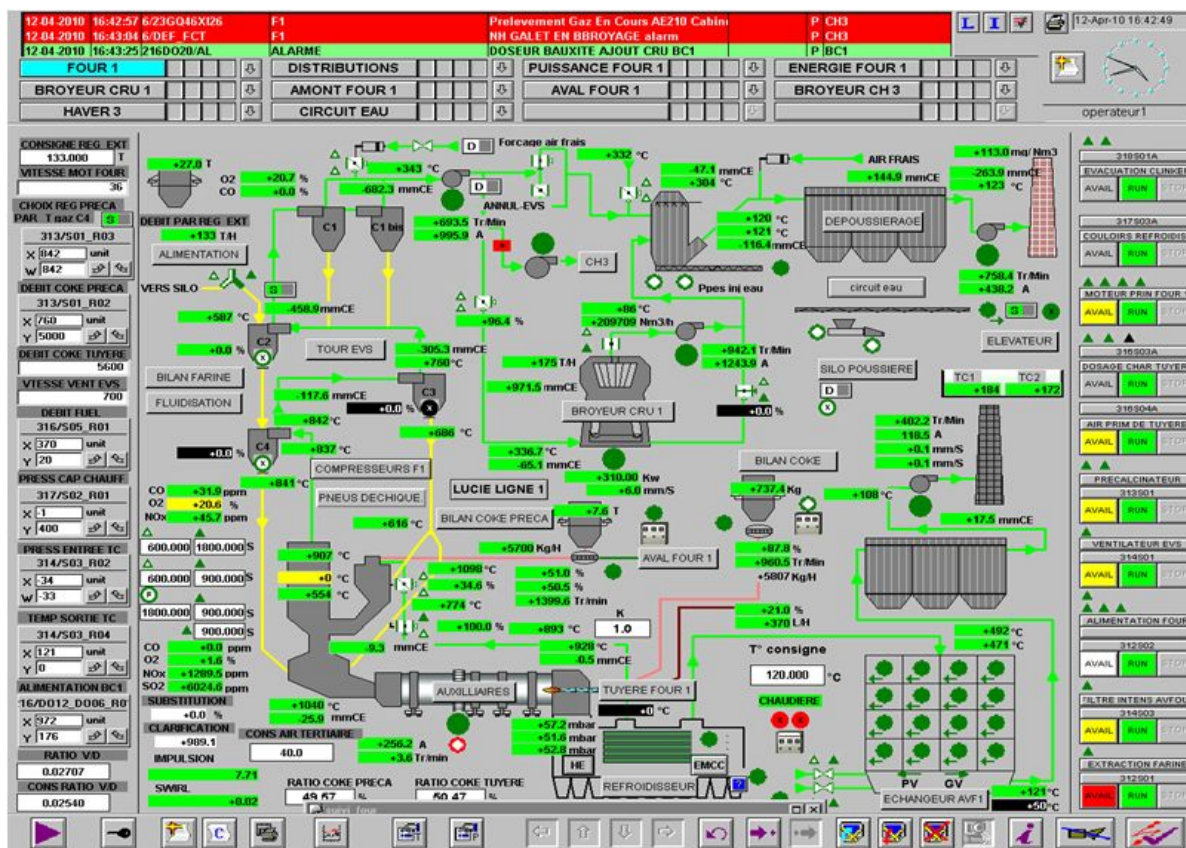 12-04-2010 16:42:57 6/23GQ46XI26 F1 Prelevement Gaz En Cours AE210 Cabin P CH3
12-04-2010 16:43:04 6/DEF_FCT F1 NH GALET EN BBROYAGE alarm P CH3
12-04-2010 16:43:25 216DO20/AL ALARME DOSEUR BAUXITE AJOUT CRU BC1 P BC1
L I
12-Apr-10 16:42:49
FOUR 1 DISTRIBUTIONS PUISSANCE FOUR 1 ENERGIE FOUR 1
BROYEUR CRU 1 AMONT FOUR 1 AVAL FOUR 1 BROYEUR CH 3
HAVER 3 CIRCUIT EAU
operateur1
CONSIGNE REG EXT
133.000 T
VITESSE MOT FOUR
36
CHOIX REG PRECA
PAR T gaz C4 S
313/S01_R03
X 842 unit
W 842
DEBIT COKE PRECA
313/S01_R02
X 760 unit
Y 5000
DEBIT COKE TUYERE
5600
VTESSE VENT EVS
700
DEBIT FUEL
316/S05_R01
X 370 unit
Y 20
PRESS CAP CHAUFF
317/S02_R01
X -1 unit
Y 400
PRESS ENTREE TC
314/S03_R02
X -34 unit
W -33
TEMP SORTIE TC
314/S03_R04
X 121 unit
Y 0
ALIMENTATION BC1
16/DO12_DO06_R0
X 972 unit
Y 176
RATIO V/D
0.02707
CONS RATIO V/D
0.02540
+27.0 T
O2 +20.7 %
CO +0.0 %
DEBIT PAR REG EXT
+133 T/H
ALIMENTATION
VERS SILO
S
+587 °C
C2
+0.0 %
BILAN FARINE
FLUIDISATION
+0.0 %
C4
+841 °C
+343 °C
-682.3 mmCE
C1
C1 bis
-458.9 mmCE
TOUR EVS
-305.3 mmCE
+760 °C
-117.6 mmCE
+0.0 %
C3
+842 °C
+686 °C
+837 °C
COMPRESSEURS F1
PNEUS DECHIQUE
D
Forcage air frais
D
ANNUL-EVS
+693.5 Tr/Min
+995.9 A
CH3
+96.4 %
+332 °C
-47.1 mmCE
+304 °C
AIR FRAIS
+144.9 mmCE
+113.0 mg/ Nm3
-263.9 mmCE
+123 °C
DEPOUSSIERAGE
+120 °C
+121 °C
-116.4 mmCE
+758.4 Tr/Min
+438.2 A
Ppes inj eau
circuit eau
S
ELEVATEUR
+86 °C
+209709 Nm3/h
+175 T/H
+971.5 mmCE
+942.1 Tr/Min
+1243.9 A
BROYEUR CRU 1
+0.0 %
SILO POUSSIERE
D
TC1 TC2
+184 +172
+336.7 °C
-65.1 mmCE
+310.00 Kw
+6.0 mm/S
BILAN COKE
+402.2 Tr/Min
118.5 A
+0.1 mm/S
+0.1 mm/S
LUCIE LIGNE 1
BILAN COKE PRECA
+7.6 T
+737.4 Kg
+108 °C
+17.5 mmCE
CO +31.9 ppm
O2 +20.6 %
NOx +45.7 ppm
600.000 1800.000 S
600.000 900.000 S
1800.000 900.000 S
900.000 S
CO +0.0 ppm
O2 +1.6 %
NOx +1289.5 ppm
SO2 +6024.6 ppm
SUBSTITUTION
+0.0 %
CLARIFICATION
+989.1
IMPULSION
7.71
SWIRL
+0.02
+616 °C
+907 °C
+0 °C
+554 °C
+5700 Kg/H
AVAL FOUR 1
+1098 °C
+34.6 %
+774 °C
+100.0 %
-9.3 mmCE
+51.0 %
+50.5 %
+1399.6 Tr/min
+87.8 %
+960.5 Tr/Min
+5807 Kg/H
+21.0 %
+370 L/H
K
1.0
+893 °C
+928 °C
-0.5 mmCE
T° consigne
120.000 °C
+492 °C
+471 °C
AUXILLIAIRES
TUYERE FOUR 1
+0 °C
CHAUDIERE
+1040 °C
-25.9 mmCE
CONS AIR TERTIAIRE
40.0
+256.2 A
+3.6 Tr/min
+57.2 mbar
+51.6 mbar
+52.8 mbar
HE
EMCC
REFROIDISSEUR
PV GV
ECHANGEUR AVF1
+121 °C
+50 °C
RATIO COKE PRECA
49.57 %
RATIO COKE TUYERE
50.47 %
suivi_four
318S01A
EVACUATION CLINKER
AVAIL RUN STOP
317S03A
COULOIRS REFROIDIS
AVAIL RUN STOP
MOTEUR PRIN FOUR
AVAIL RUN STOP
316S03A
DOSAGE CHAR TUYER
AVAIL RUN STOP
316S04A
AIR PRIM DE TUYERE
AVAIL RUN STOP
PRECALCINATEUR
313S01
AVAIL RUN STOP
VENTILATEUR EVS
314S01
AVAIL RUN STOP
ALIMENTATION FOUR
312S02
AVAIL RUN STOP
FILTRE INTENS AVFOU
314S03
AVAIL RUN STOP
EXTRACTION FARINE
312S01
AVAIL RUN STOP